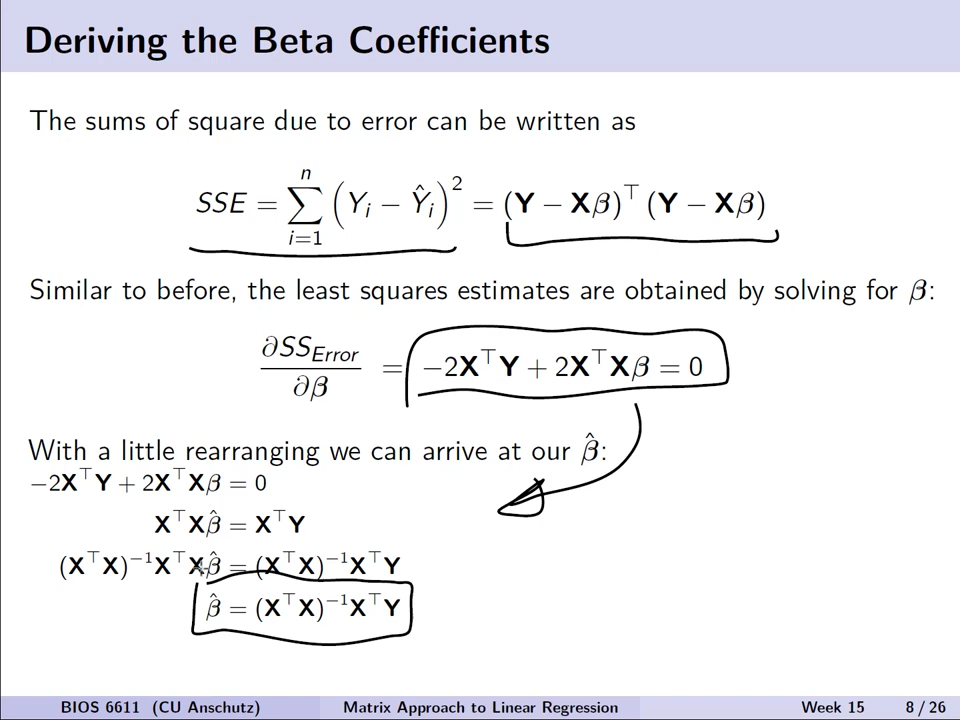 Deriving the Beta Coefficients
The sums of square due to error can be written as
SSE = ∑_{i=1}^{n} (Y_i − Ŷ_i)² = (Y − Xβ)^⊤ (Y − Xβ)
Similar to before, the least squares estimates are obtained by solving for β:
∂SS_{Error}/∂β = −2X^⊤Y + 2X^⊤Xβ = 0
With a little rearranging we can arrive at our β̂:
−2X^⊤Y + 2X^⊤Xβ = 0
X^⊤Xβ̂ = X^⊤Y
(X^⊤X)^{−1}X^⊤Xβ̂ = (X^⊤X)^{−1}X^⊤Y
β̂ = (X^⊤X)^{−1}X^⊤Y
BIOS 6611 (CU Anschutz) Matrix Approach to Linear Regression Week 15 8 / 26